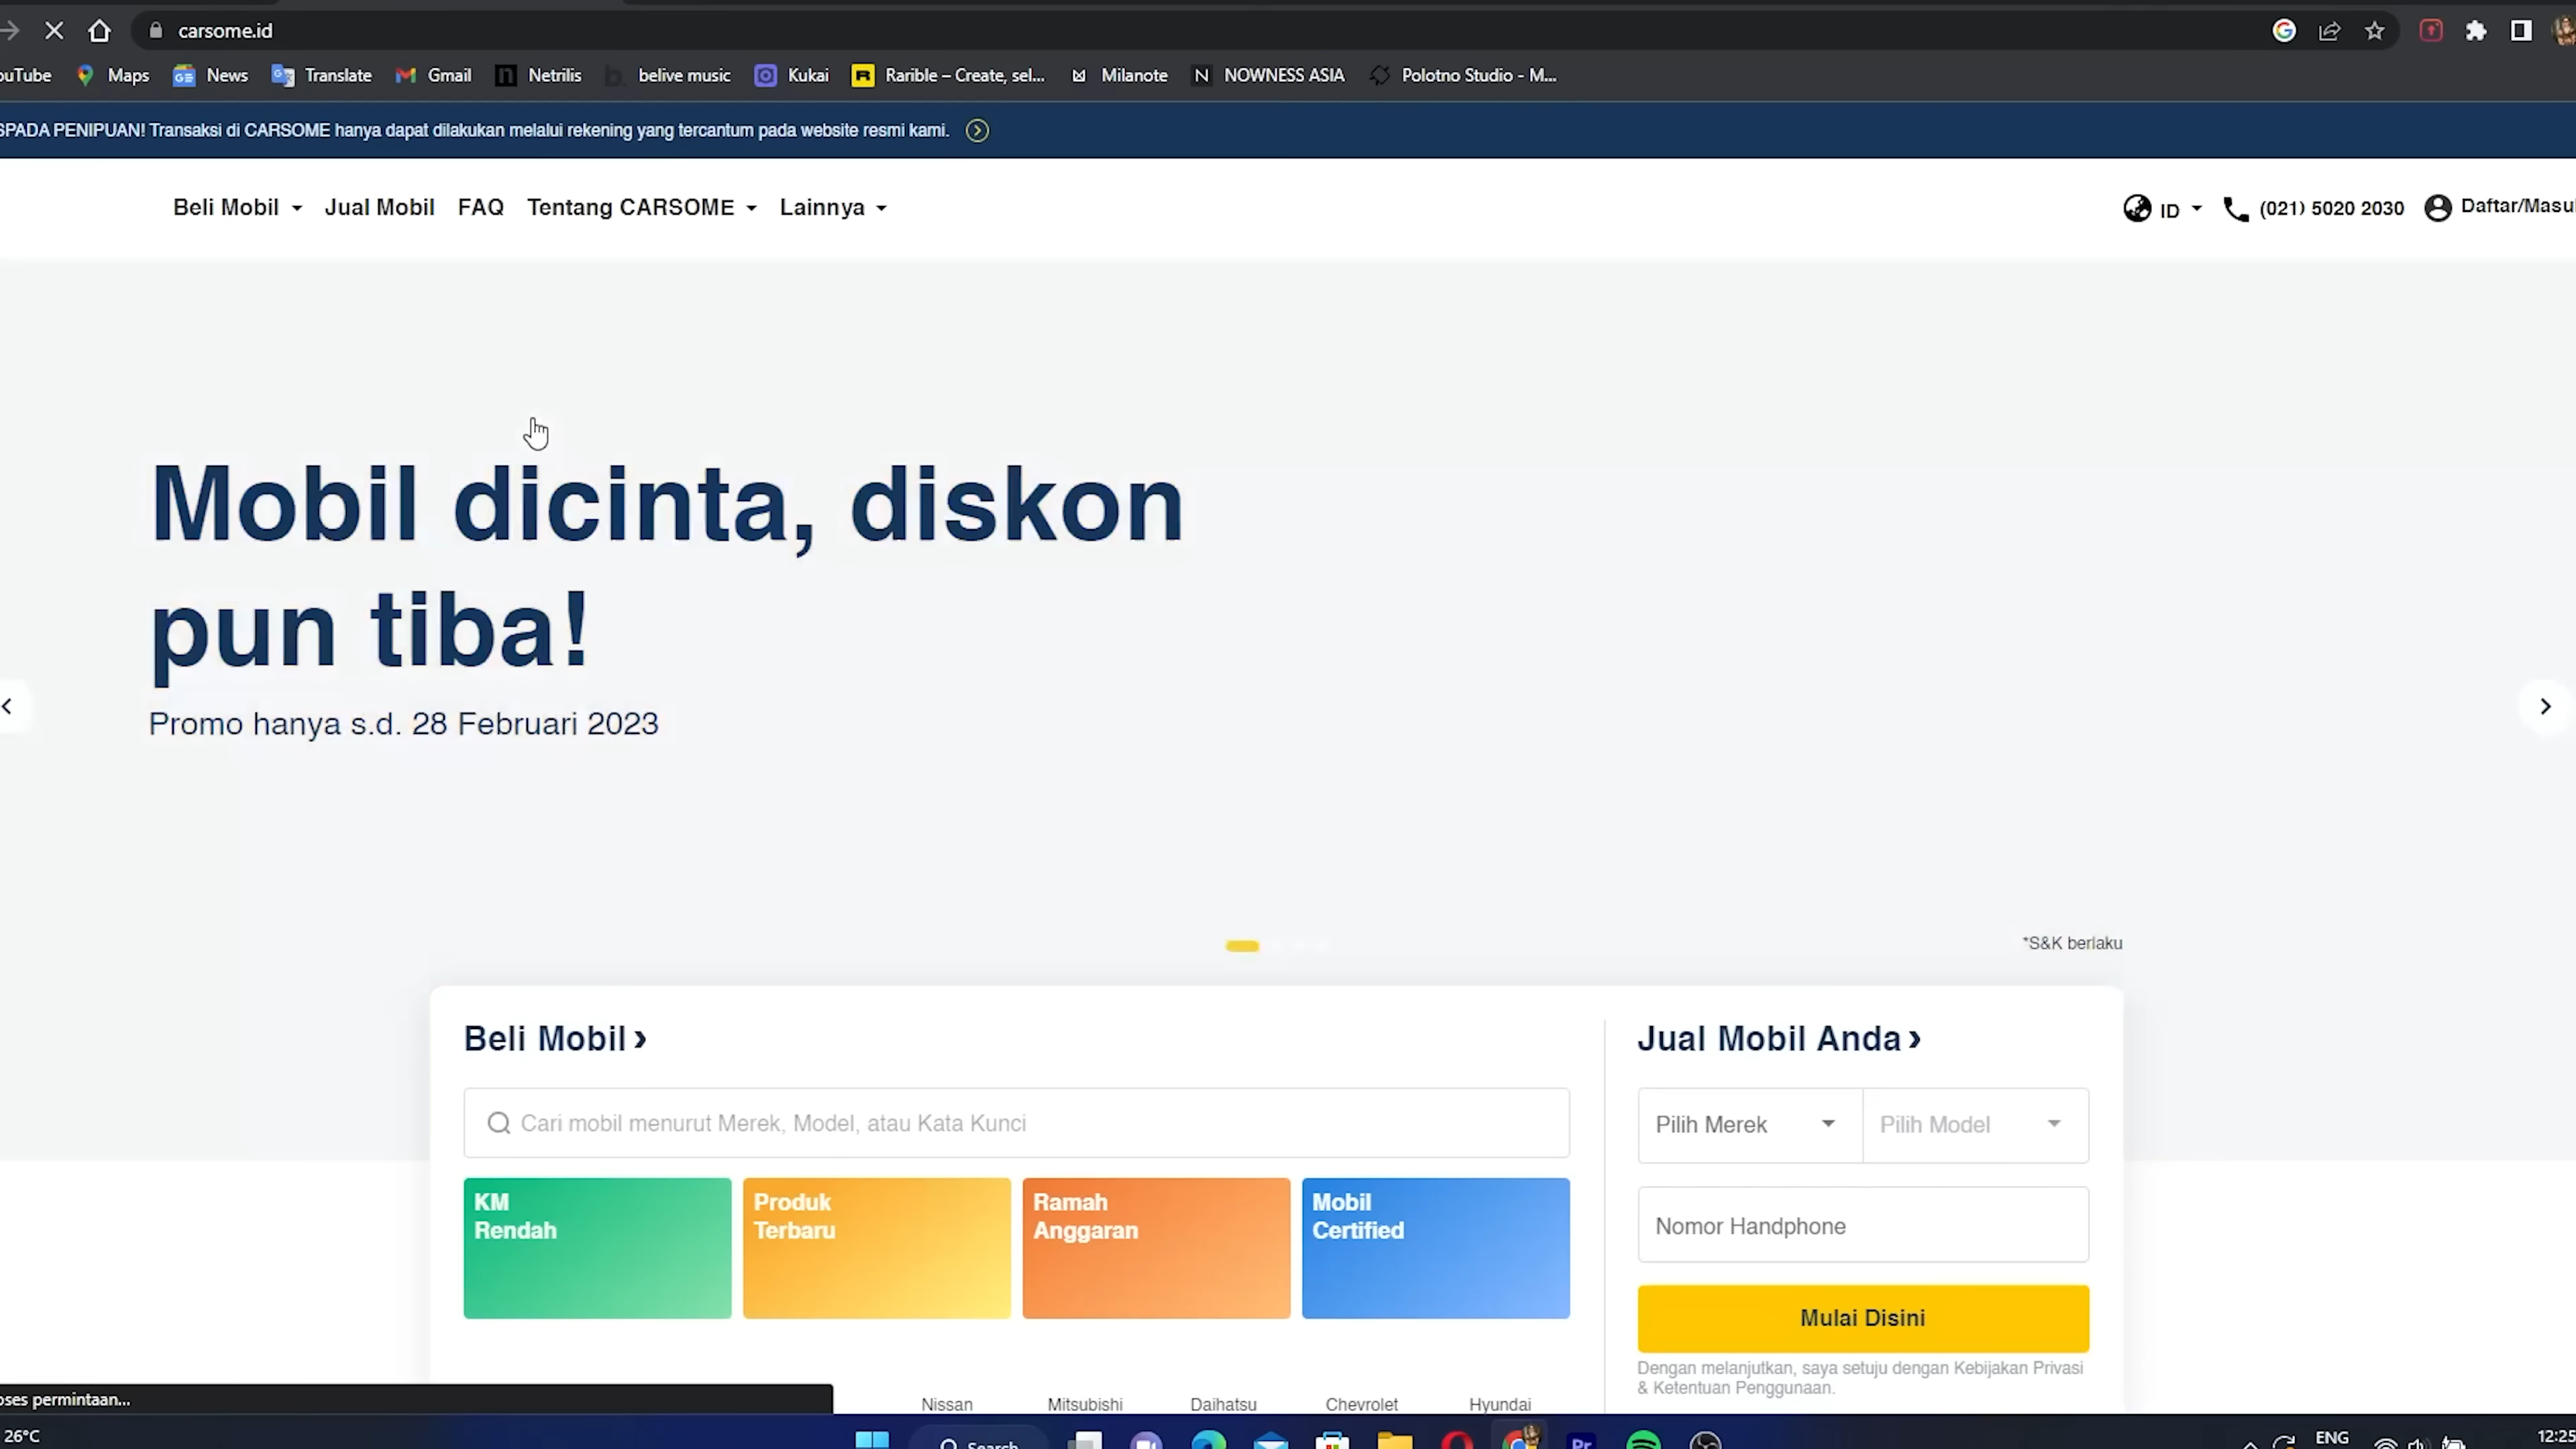 carsome.id
Maps News Translate Gmail Netrilis belive music Kukai Rarible – Create, sel... Milanote NOWNESS ASIA Polotno Studio - M...
PENIPUAN! Transaksi di CARSOME hanya dapat dilakukan melalui rekening yang tercantum pada website resmi kami.
Beli Mobil Jual Mobil FAQ Tentang CARSOME Lainnya ID (021) 5020 2030
Mobil dicinta, diskon
pun tiba!
Promo hanya s.d. 28 Februari 2023
*S&K berlaku
Beli Mobil
Cari mobil menurut Merek, Model, atau Kata Kunci
KM
Rendah
Produk
Terbaru
Ramah
Anggaran
Mobil
Certified
Nissan Mitsubishi Daihatsu Chevrolet Hyundai
Jual Mobil Anda
Pilih Merek Pilih Model
Nomor Handphone
Mulai Disini
Dengan melanjutkan, saya setuju dengan Kebijakan Privasi
& Ketentuan Penggunaan.
permintaan...
26°C Search ENG 12:25